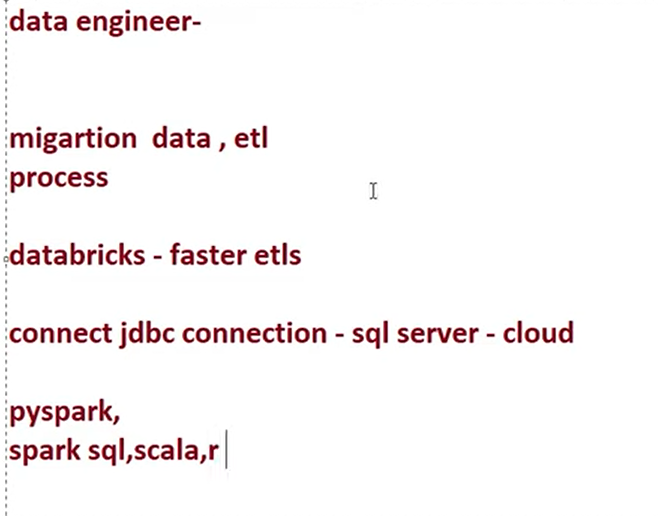 data engineer-
migartion  data , etl
process
databricks - faster etls
connect jdbc connection - sql server - cloud
pyspark,
spark sql,scala,r